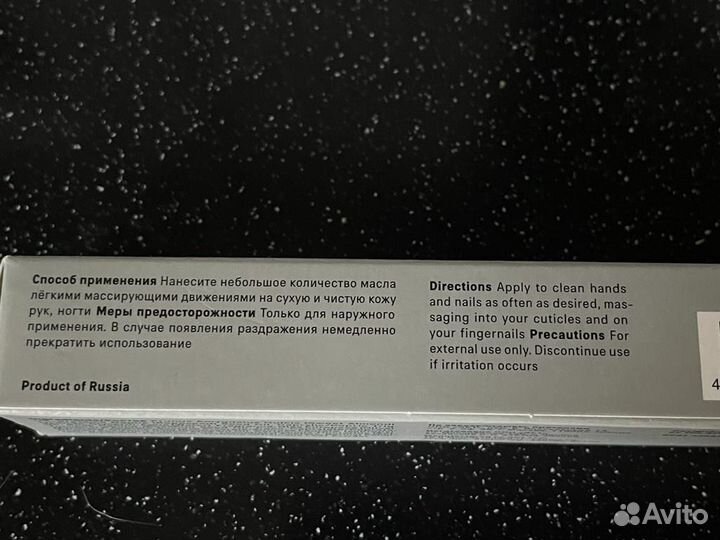 Способ применения Нанесите небольшое количество масла
лёгкими массирующими движениями на сухую и чистую кожу
рук, ногти Меры предосторожности Только для наружного
применения. В случае появления раздражения немедленно
прекратить использование
Product of Russia
Directions Apply to clean hands
and nails as often as desired, mas-
saging into your cuticles and on
your fingernails Precautions For
external use only. Discontinue use
if irritation occurs
4
Avito